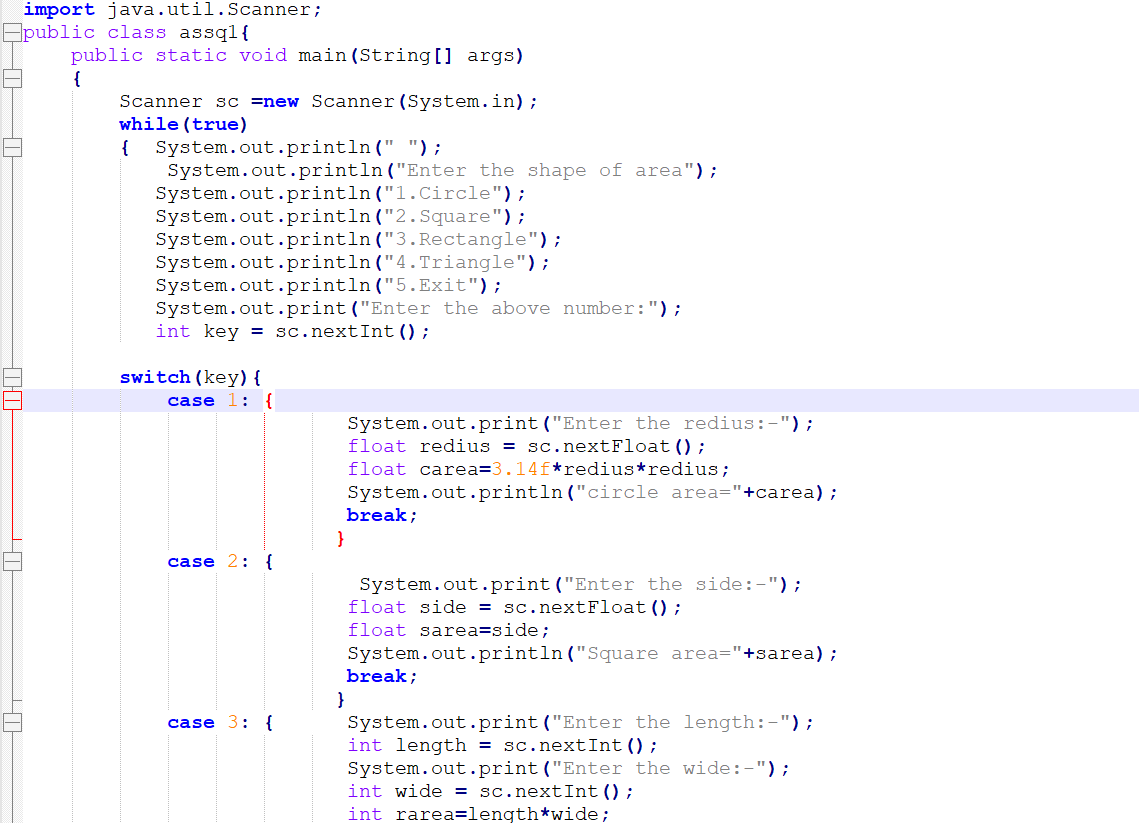 import java.util.Scanner;
public class assq1{
    public static void main(String[] args)
    {
        Scanner sc =new Scanner(System.in);
        while(true)
        {  System.out.println(" ");
            System.out.println("Enter the shape of area");
           System.out.println("1.Circle");
           System.out.println("2.Square");
           System.out.println("3.Rectangle");
           System.out.println("4.Triangle");
           System.out.println("5.Exit");
           System.out.print("Enter the above number:");
           int key = sc.nextInt();

        switch(key){
            case 1: {
                           System.out.print("Enter the redius:-");
                           float redius = sc.nextFloat();
                           float carea=3.14f*redius*redius;
                           System.out.println("circle area="+carea);
                           break;
                          }
            case 2: {
                            System.out.print("Enter the side:-");
                           float side = sc.nextFloat();
                           float sarea=side;
                           System.out.println("Square area="+sarea);
                           break;
                          }
            case 3: {      System.out.print("Enter the length:-");
                           int length = sc.nextInt();
                           System.out.print("Enter the wide:-");
                           int wide = sc.nextInt();
                           int rarea=length*wide;